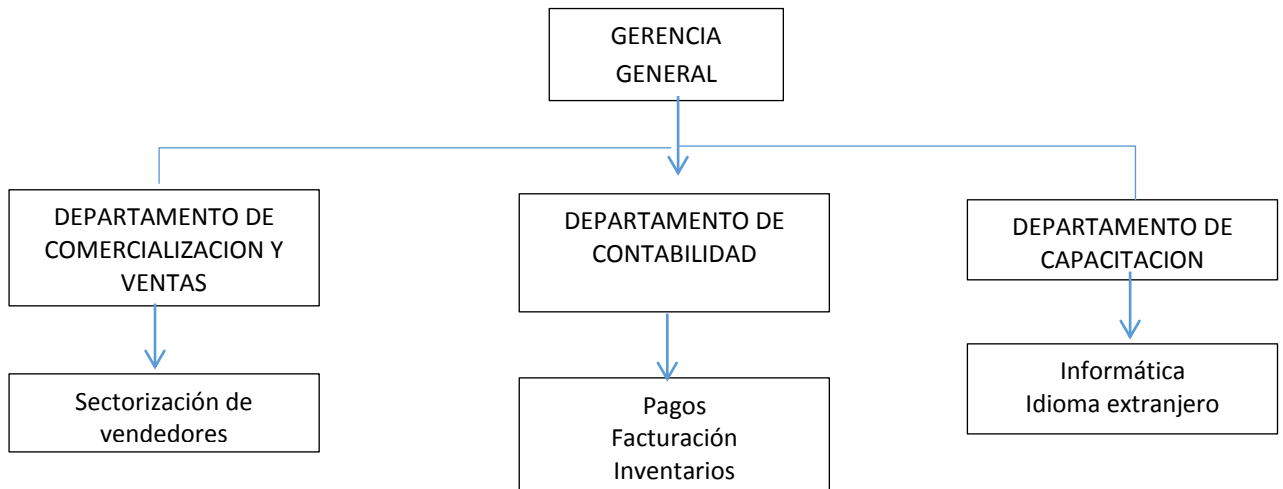 GERENCIA
GENERAL
DEPARTAMENTO DE
COMERCIALIZACION Y
VENTAS
DEPARTAMENTO DE
CONTABILIDAD
DEPARTAMENTO DE
CAPACITACION
Sectorización de
vendedores
Pagos
Facturación
Inventarios
Informática
Idioma extranjero